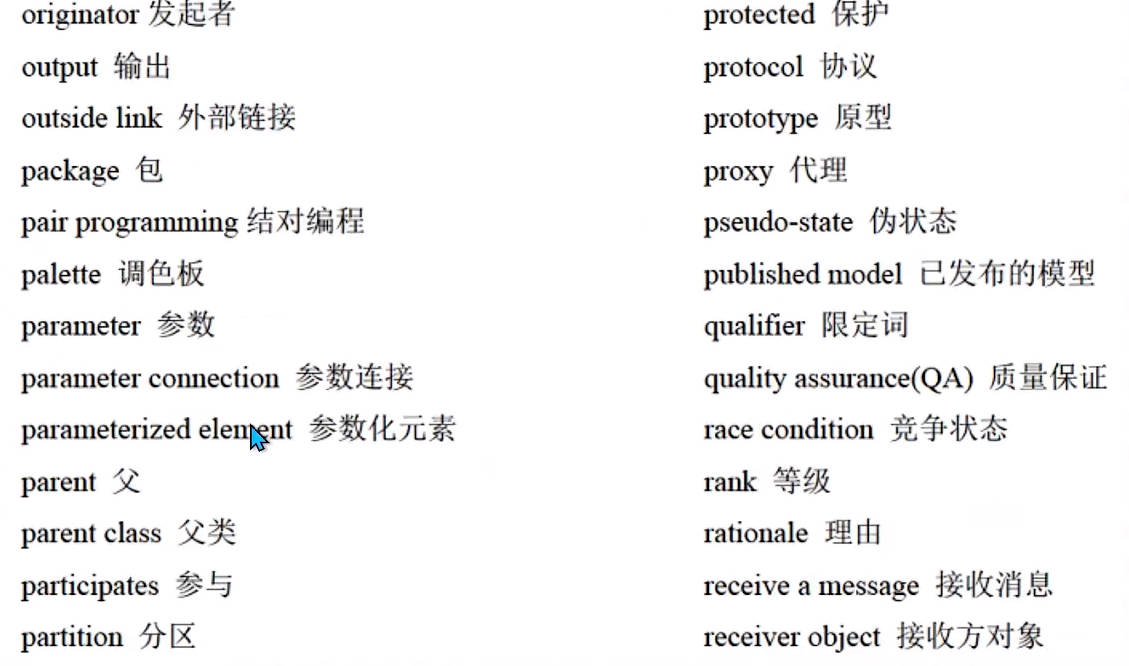 originator 发起者
output 输出
outside link 外部链接
package 包
pair programming 结对编程
palette 调色板
parameter 参数
parameter connection 参数连接
parameterized element 参数化元素
parent 父
parent class 父类
participates 参与
partition 分区
protected 保护
protocol 协议
prototype 原型
proxy 代理
pseudo-state 伪状态
published model 已发布的模型
qualifier 限定词
quality assurance(QA) 质量保证
race condition 竞争状态
rank 等级
rationale 理由
receive a message 接收消息
receiver object 接收方对象